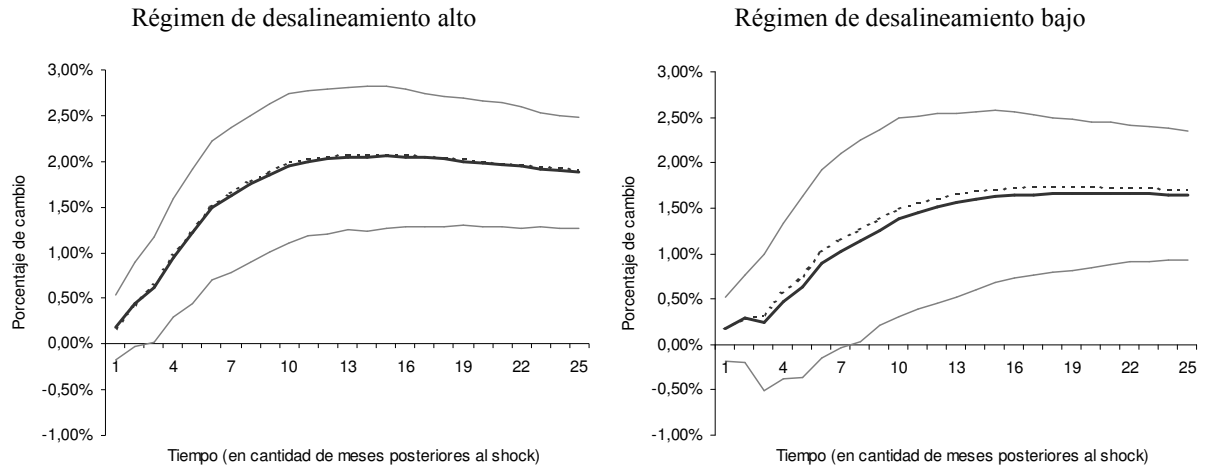 Régimen de desalineamiento alto
Porcentaje de cambio
3,00%
2,50%
2,00%
1,50%
1,00%
0,50%
0,00%
-0,50%
-1,00%
1 4 7 10 13 16 19 22 25
Tiempo (en cantidad de meses posteriores al shock)
Régimen de desalineamiento bajo
Porcentaje de cambio
3,00%
2,50%
2,00%
1,50%
1,00%
0,50%
0,00%
-0,50%
-1,00%
1 4 7 10 13 16 19 22 25
Tiempo (en cantidad de meses posteriores al shock)